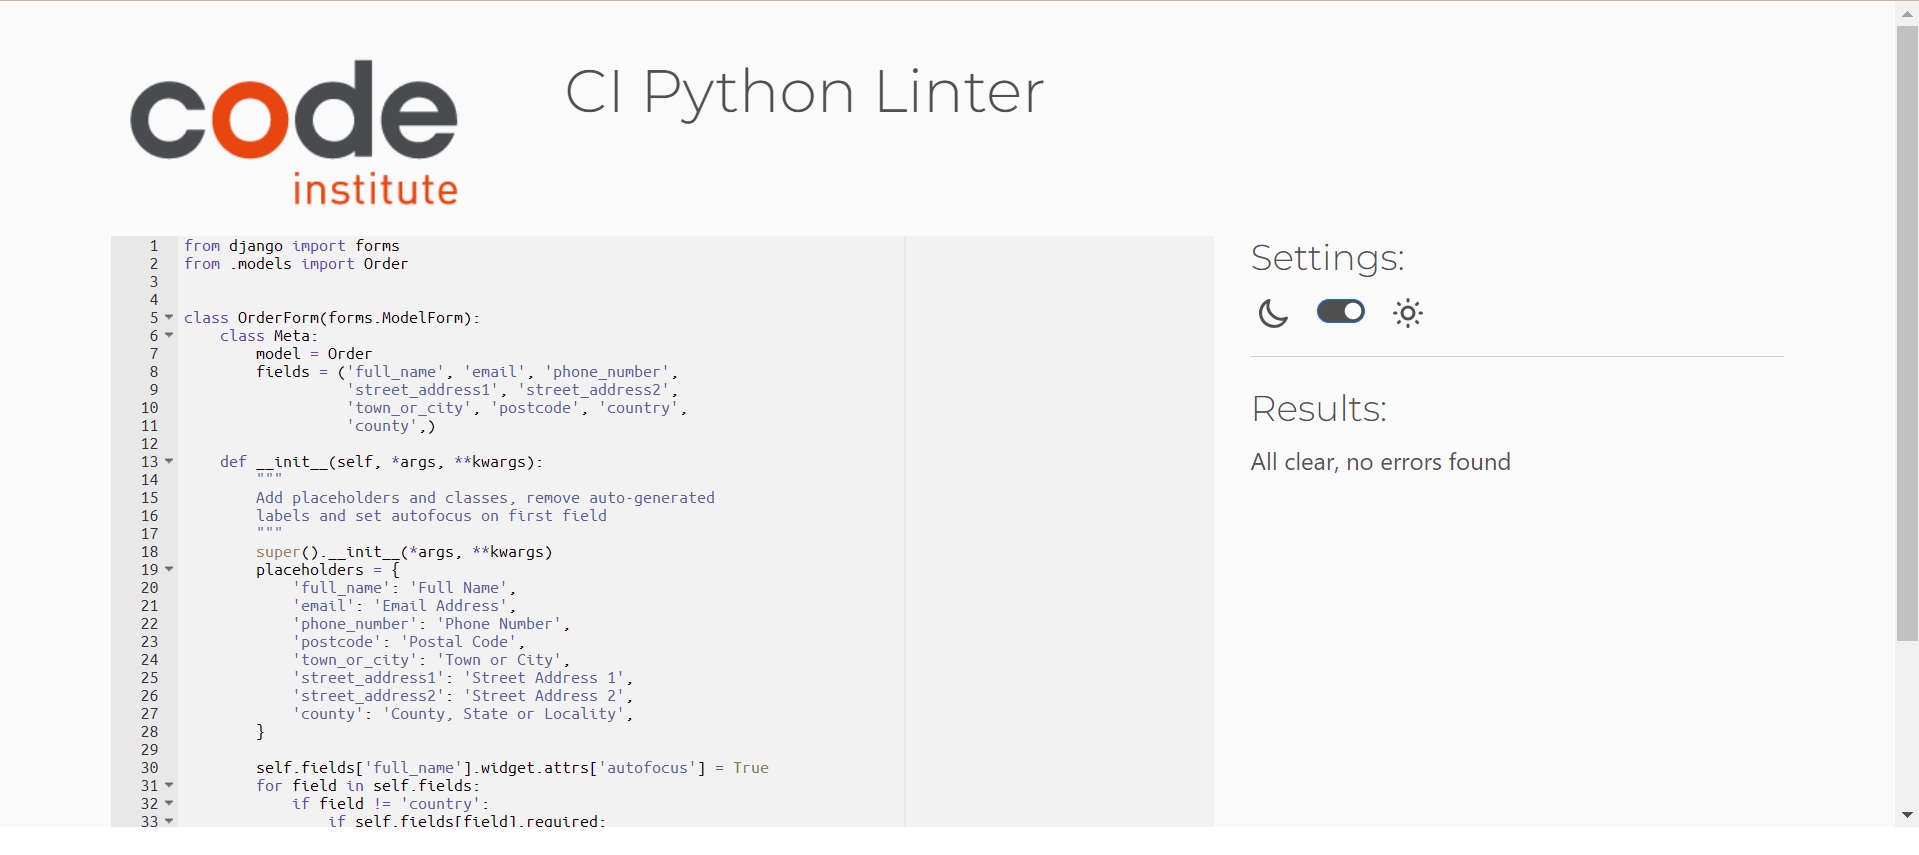 code
institute
CI Python Linter
1 from django import forms
2 from .models import Order
3
4
5 class OrderForm(forms.ModelForm):
6     class Meta:
7         model = Order
8         fields = ('full_name', 'email', 'phone_number',
9                   'street_address1', 'street_address2',
10                   'town_or_city', 'postcode', 'country',
11                   'county',)
12
13     def __init__(self, *args, **kwargs):
14         """
15         Add placeholders and classes, remove auto-generated
16         labels and set autofocus on first field
17         """
18         super().__init__(*args, **kwargs)
19         placeholders = {
20             'full_name': 'Full Name',
21             'email': 'Email Address',
22             'phone_number': 'Phone Number',
23             'postcode': 'Postal Code',
24             'town_or_city': 'Town or City',
25             'street_address1': 'Street Address 1',
26             'street_address2': 'Street Address 2',
27             'county': 'County, State or Locality',
28         }
29
30         self.fields['full_name'].widget.attrs['autofocus'] = True
31         for field in self.fields:
32             if field != 'country':
33                 if self.fields[field].required:
Settings:
Results:
All clear, no errors found